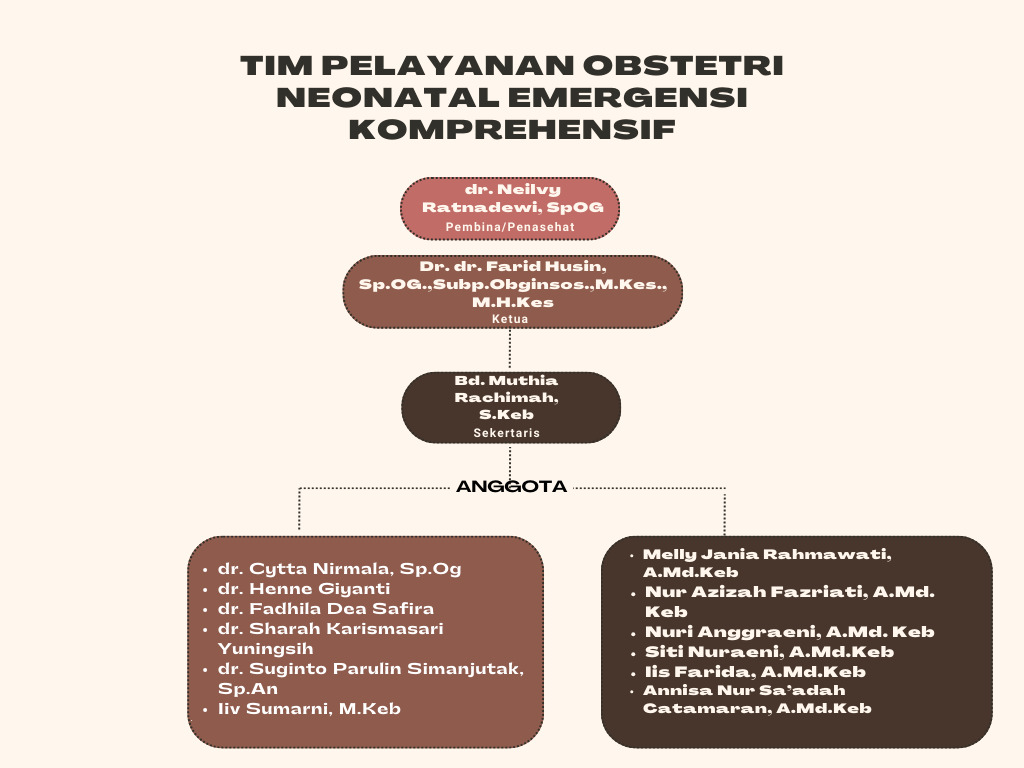 TIM PELAYANAN OBSTETRI
NEONATAL EMERGENSI
KOMPREHENSIF
dr. Neilvy
Ratnadewi, SpOG
Pembina/Penasehat
Dr. dr. Farid Husin,
Sp.OG.,Subp.Obginsos.,M.Kes.,
M.H.Kes
Ketua
Bd. Muthia
Rachimah,
S.Keb
Sekertaris
ANGGOTA
• dr. Cytta Nirmala, Sp.Og
• dr. Henne Giyanti
• dr. Fadhila Dea Safira
• dr. Sharah Karismasari
Yuningsih
• dr. Suginto Parulin Simanjutak,
Sp.An
• Iiv Sumarni, M.Keb
• Melly Jania Rahmawati,
A.Md.Keb
• Nur Azizah Fazriati, A.Md.
Keb
• Nuri Anggraeni, A.Md. Keb
• Siti Nuraeni, A.Md.Keb
• Iis Farida, A.Md.Keb
• Annisa Nur Sa’adah
Catamaran, A.Md.Keb